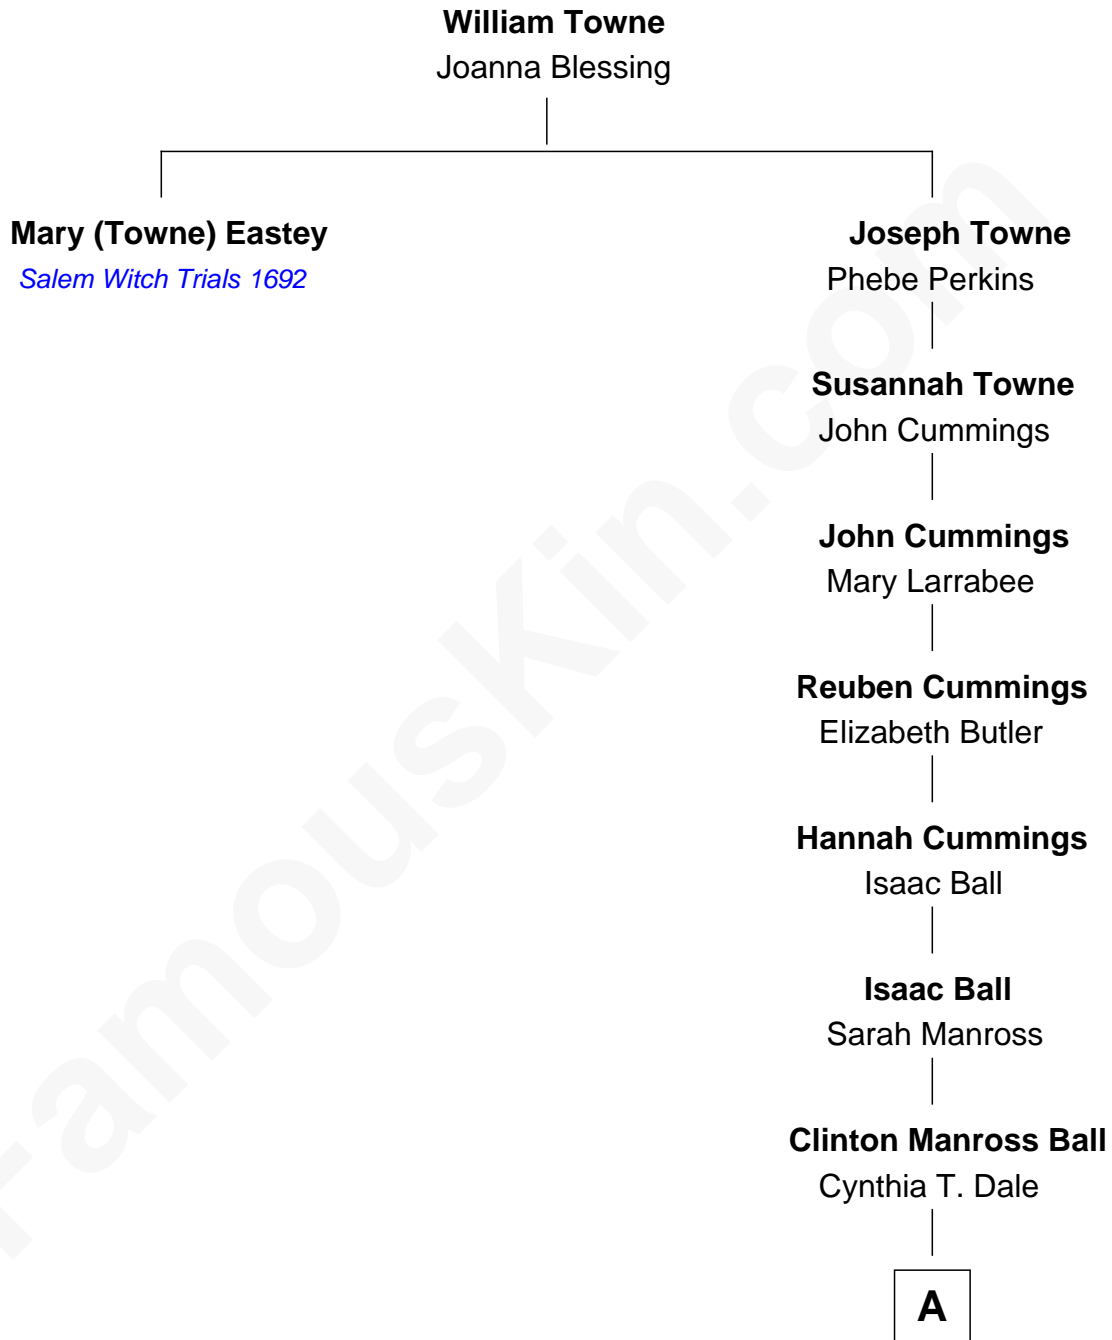 William Towne
Joanna Blessing
Mary (Towne) Eastey
Salem Witch Trials 1692
Joseph Towne
Phebe Perkins
Susannah Towne
John Cummings
John Cummings
Mary Larrabee
Reuben Cummings
Elizabeth Butler
Hannah Cummings
Isaac Ball
Isaac Ball
Sarah Manross
Clinton Manross Ball
Cynthia T. Dale
A
FamousKin.com